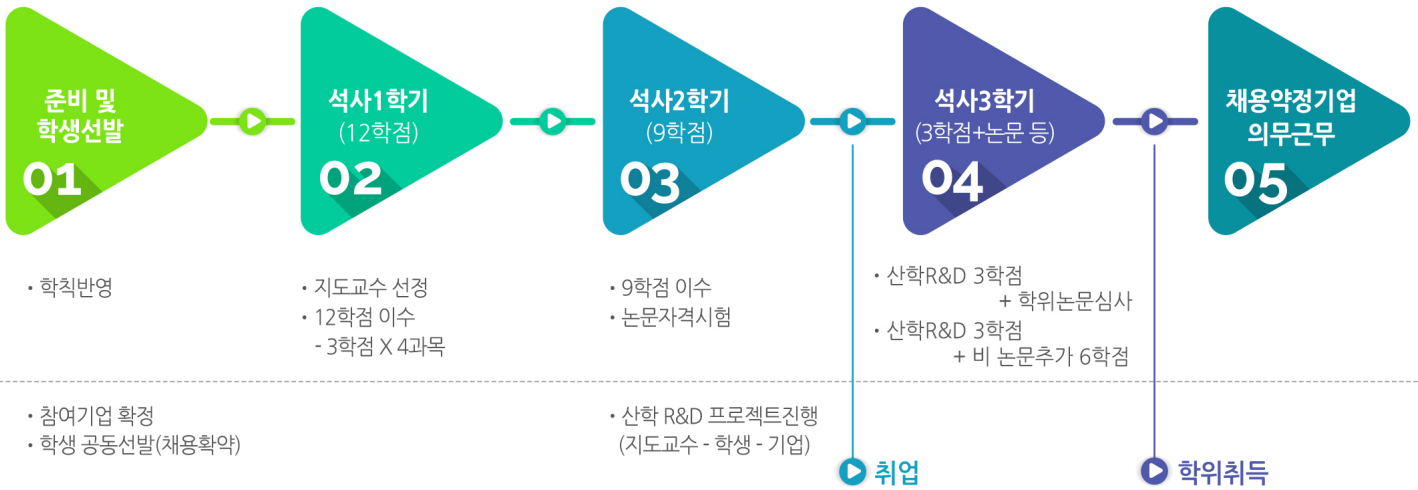 준비 및
학생선발
01
석사1학기
(12학점)
02
석사2학기
(9학점)
03
석사3학기
(3학점+논문 등)
04
채용약정기업
의무근무
05
• 학칙반영
• 지도교수 선정
• 12학점 이수
- 3학점 X 4과목
• 9학점 이수
• 논문자격시험
• 산학R&D 3학점
+ 학위논문심사
• 산학R&D 3학점
+ 비 논문추가 6학점
• 참여기업 확정
• 학생 공동선발(채용확약)
• 산학 R&D 프로젝트진행
(지도교수 - 학생 - 기업)
취업
학위취득